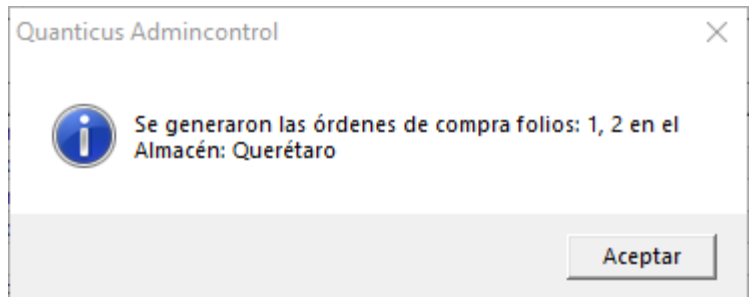 Quanticus Admincontrol
Se generaron las órdenes de compra folios: 1, 2 en el
Almacén: Querétaro
Aceptar